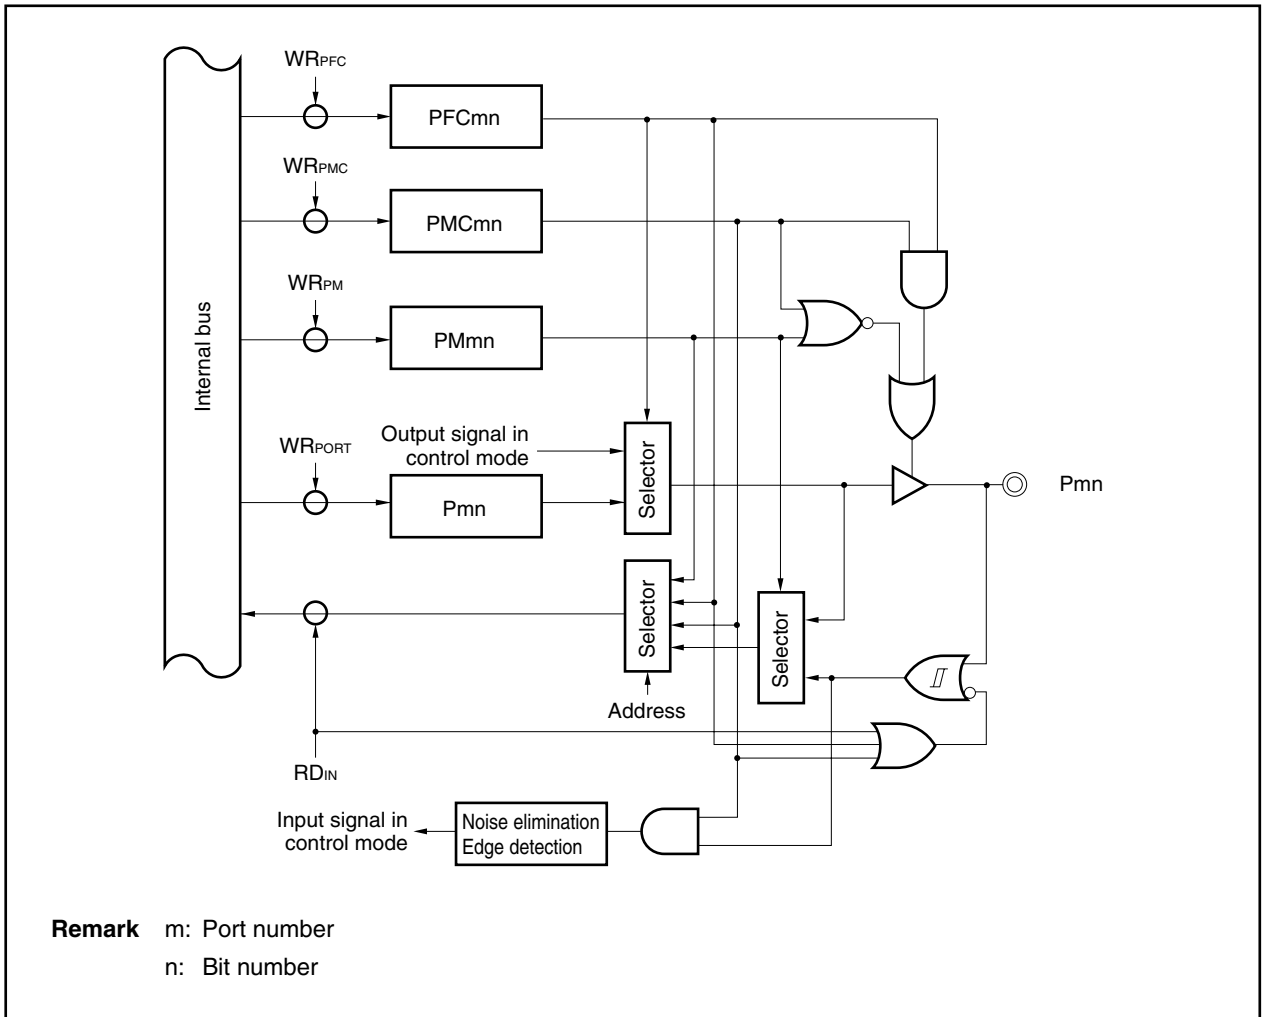 WRPFC
PFCmn
WRPMC
PMCmn
WRPM
PMmn
Internal bus
Output signal in
control mode
WRPORT
Pmn
Selector
Pmn
Selector
Selector
Address
RDIN
Input signal in
control mode
Noise elimination
Edge detection
Remark m: Port number
n: Bit number